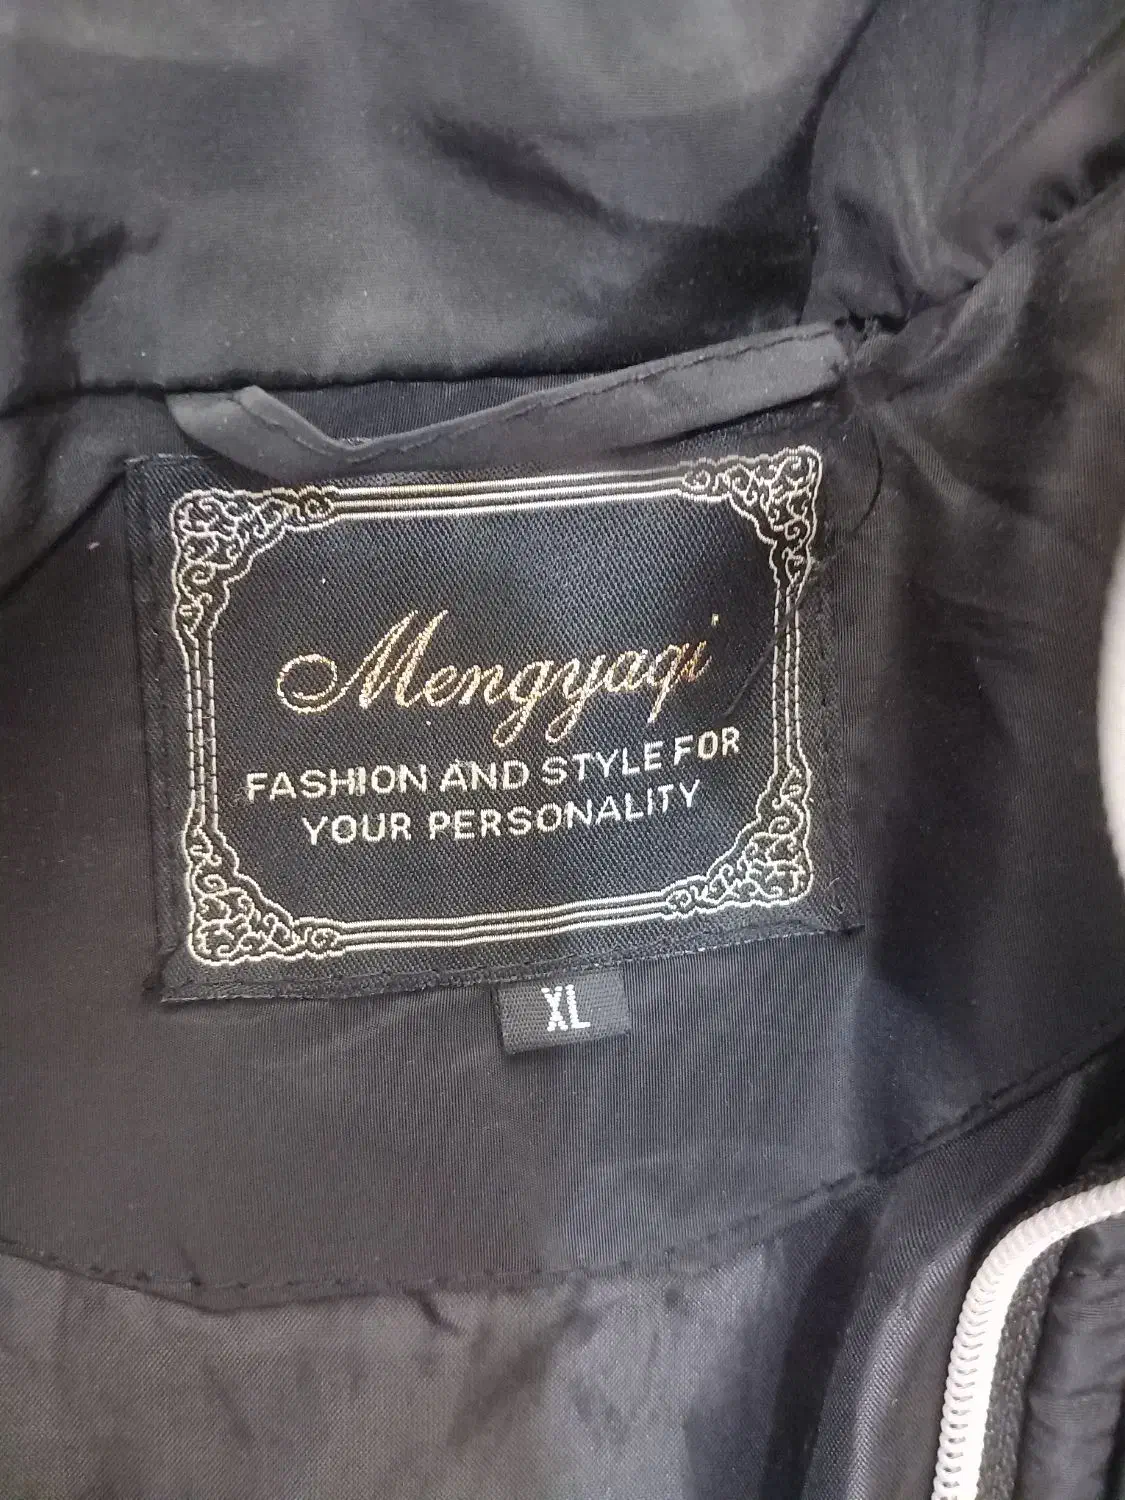 Mengyaqi
FASHION AND STYLE FOR
YOUR PERSONALITY
XL